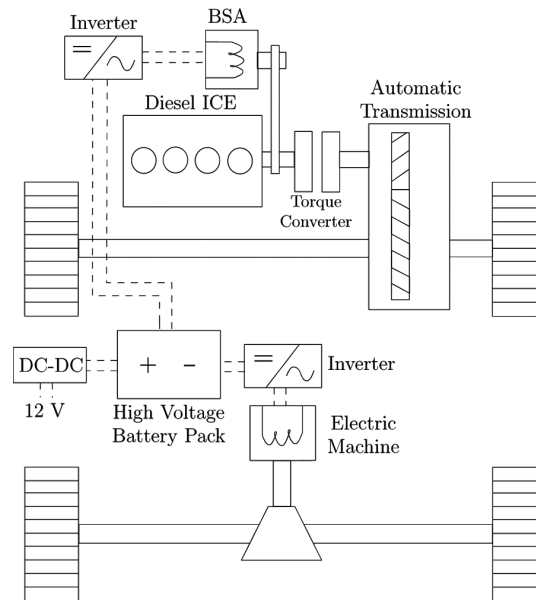 BSA
Inverter
Diesel ICE
Automatic
Transmission
Torque
Converter
DC-DC
+ -
Inverter
12 V
High Voltage
Battery Pack
Electric
Machine